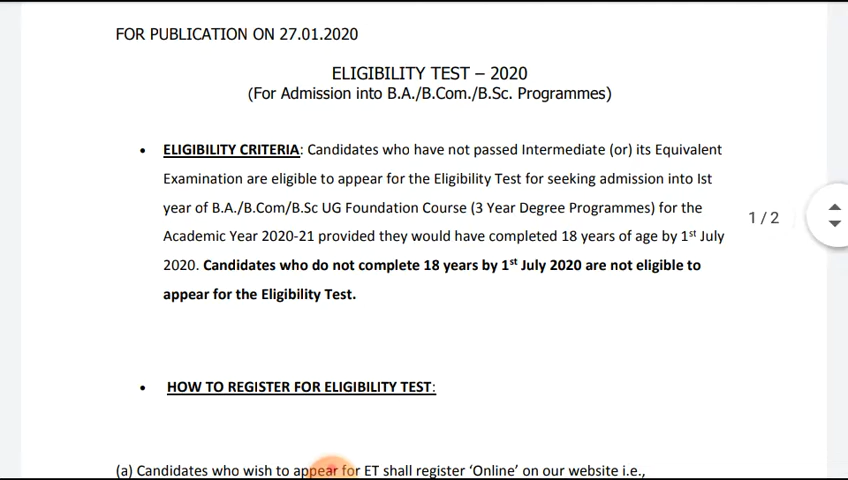 FOR PUBLICATION ON 27.01.2020
ELIGIBILITY TEST – 2020
(For Admission into B.A./B.Com./B.Sc. Programmes)
• ELIGIBILITY CRITERIA: Candidates who have not passed Intermediate (or) its Equivalent
Examination are eligible to appear for the Eligibility Test for seeking admission into Ist
year of B.A./B.Com/B.Sc UG Foundation Course (3 Year Degree Programmes) for the
1 / 2
Academic Year 2020-21 provided they would have completed 18 years of age by 1st July
2020. Candidates who do not complete 18 years by 1st July 2020 are not eligible to
appear for the Eligibility Test.
• HOW TO REGISTER FOR ELIGIBILITY TEST:
(a) Candidates who wish to appear for ET shall register ‘Online’ on our website i.e.,